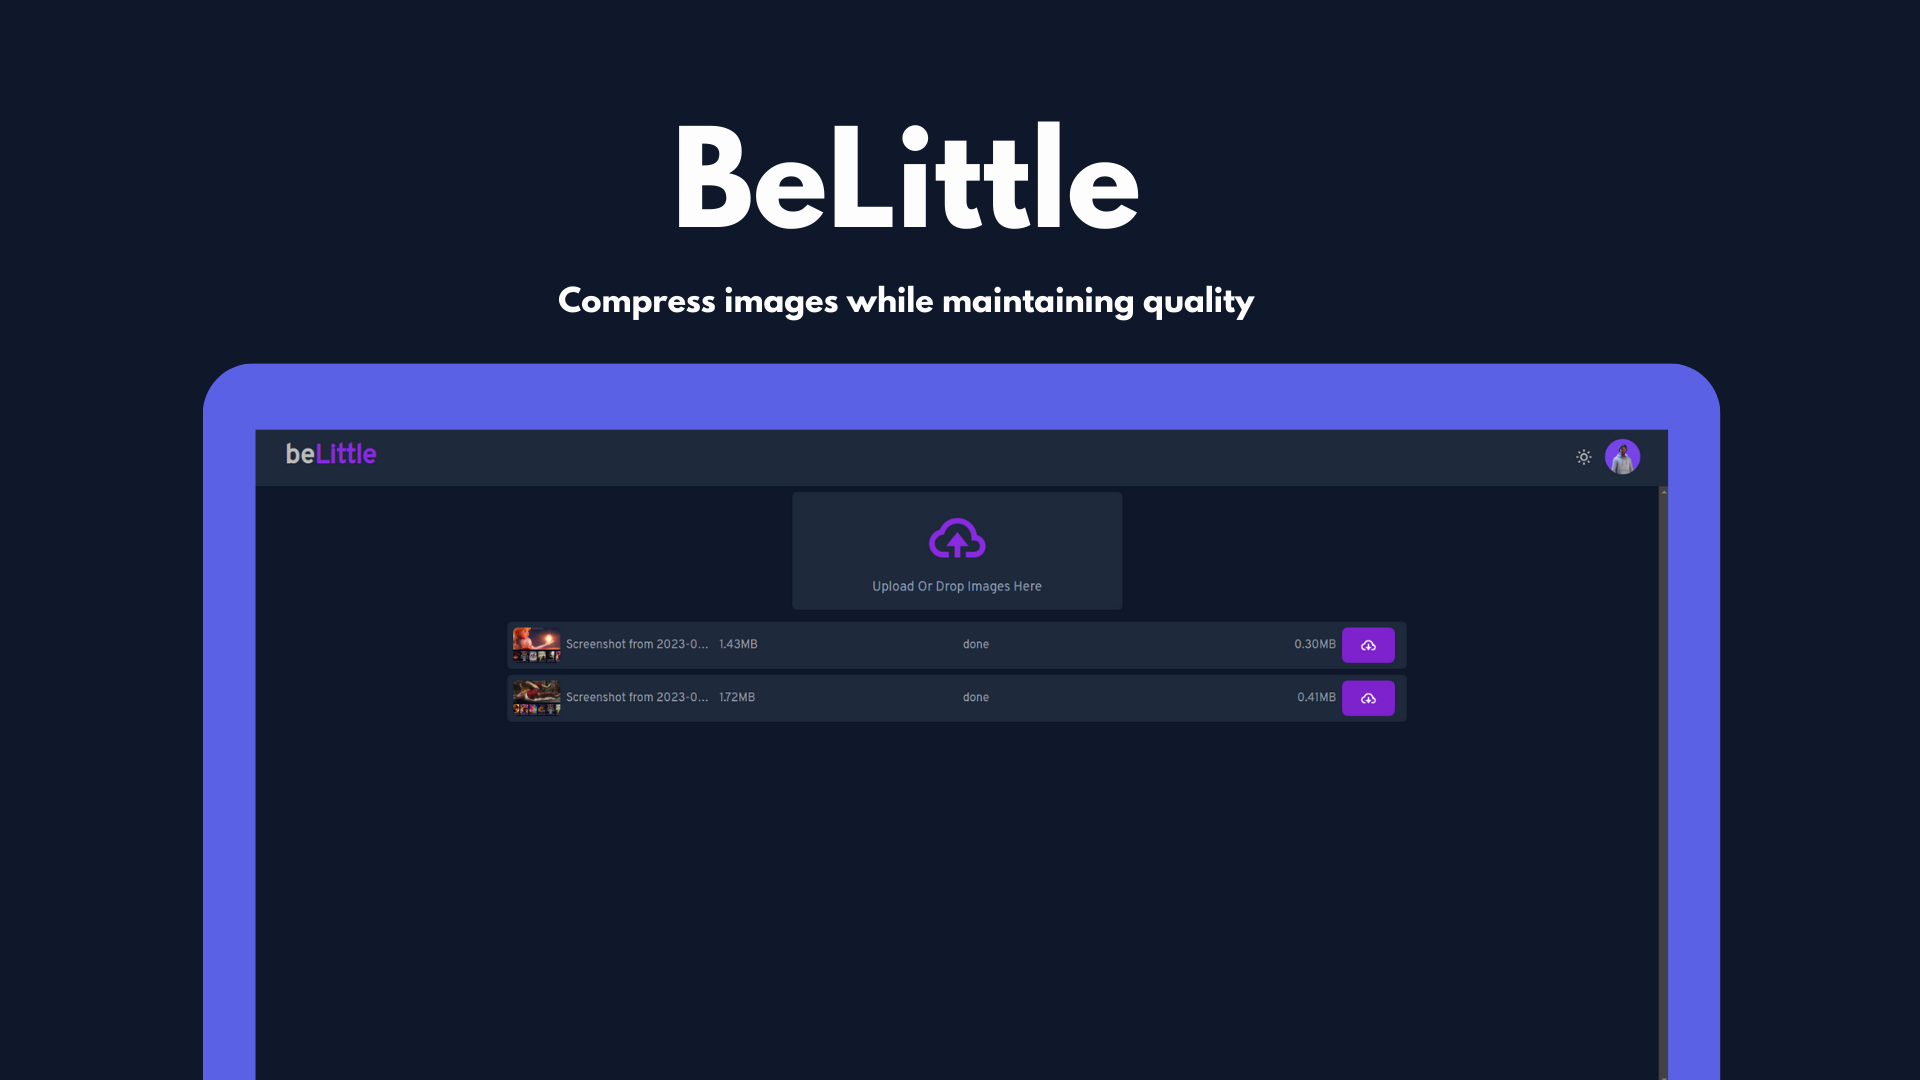 BeLittle
Compress images while maintaining quality
beLittle
Upload Or Drop Images Here
Screenshot from 2023-0... 1.43MB done 0.30MB
Screenshot from 2023-0... 1.72MB done 0.41MB